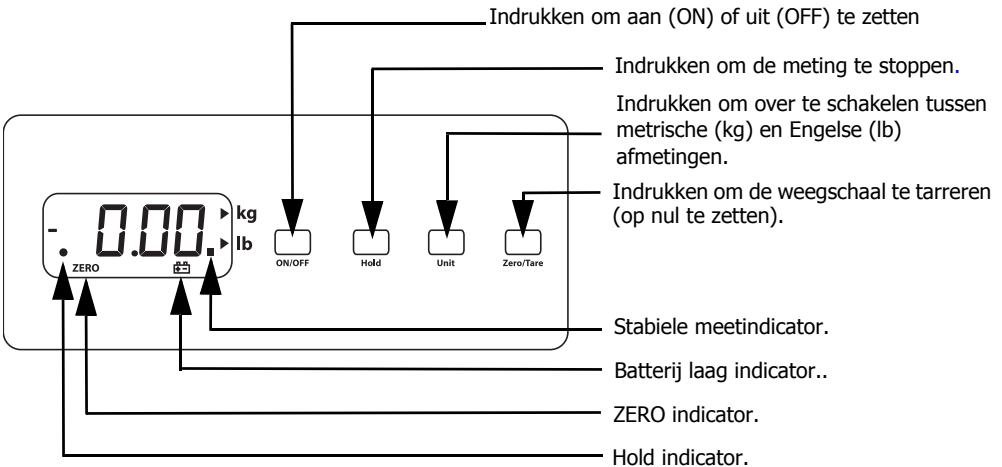 Indrukken om aan (ON) of uit (OFF) te zetten
Indrukken om de meting te stoppen.
Indrukken om over te schakelen tussen
metrische (kg) en Engelse (lb)
afmetingen.
Indrukken om de weegschaal te tarreren
(op nul te zetten).
- 0.00. kg
lb
ZERO
ON/OFF
Hold
Unit
Zero/Tare
Stabiele meetindicator.
Batterij laag indicator..
ZERO indicator.
Hold indicator.